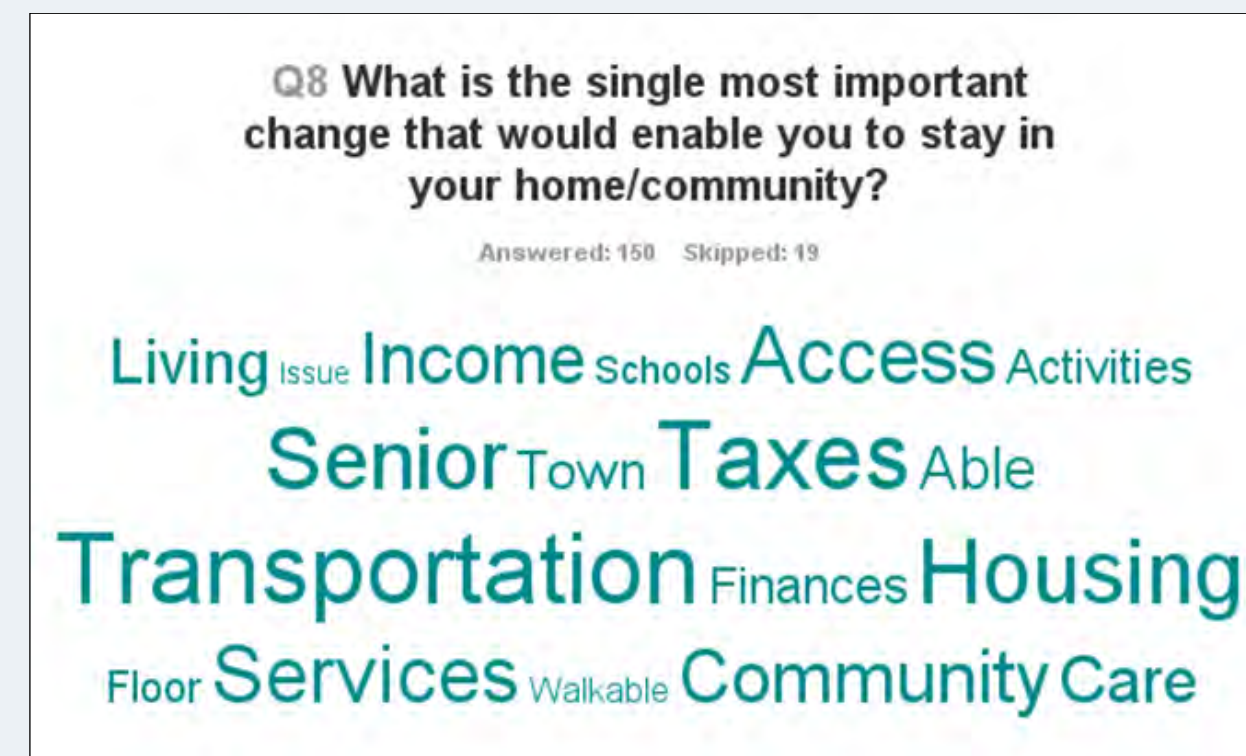 Q8 What is the single most important
change that would enable you to stay in
your home/community?
Answered: 150 Skipped: 19
Living Issue Income Schools Access Activities
Senior Town Taxes Able
Transportation Finances Housing
Floor Services Walkable Community Care